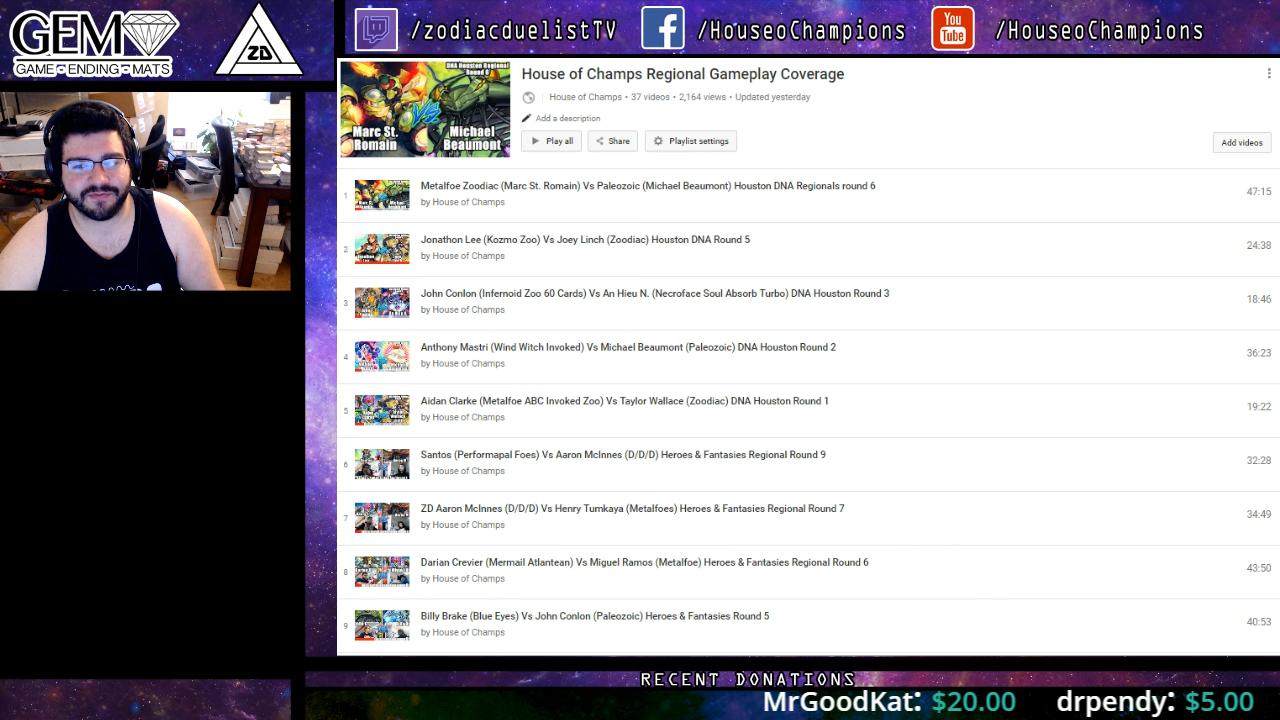 GEM
GAME-ENDING-MATS
ZD
/zodiacduelistTV
/HouseoChampions
You
Tube
/HouseoChampions
DNA Houston Regional
Round 6
Marc St.
Romain
Vs
Michael
Beaumont
House of Champs Regional Gameplay Coverage
House of Champs • 37 videos • 2,164 views • Updated yesterday
Add a description
Play all
Share
Playlist settings
Add videos
1
Metalfoe Zoodiac (Marc St. Romain) Vs Paleozoic (Michael Beaumont) Houston DNA Regionals round 6
by House of Champs
47:15
2
Jonathon Lee (Kozmo Zoo) Vs Joey Linch (Zoodiac) Houston DNA Round 5
by House of Champs
24:38
3
John Conlon (Infernoid Zoo 60 Cards) Vs An Hieu N. (Necroface Soul Absorb Turbo) DNA Houston Round 3
by House of Champs
18:46
4
Anthony Mastri (Wind Witch Invoked) Vs Michael Beaumont (Paleozoic) DNA Houston Round 2
by House of Champs
36:23
5
Aidan Clarke (Metalfoe ABC Invoked Zoo) Vs Taylor Wallace (Zoodiac) DNA Houston Round 1
by House of Champs
19:22
6
Santos (Performapal Foes) Vs Aaron McInnes (D/D/D) Heroes & Fantasies Regional Round 9
by House of Champs
32:28
7
ZD Aaron McInnes (D/D/D) Vs Henry Tumkaya (Metalfoes) Heroes & Fantasies Regional Round 7
by House of Champs
34:49
8
Darian Crevier (Mermail Atlantean) Vs Miguel Ramos (Metalfoe) Heroes & Fantasies Regional Round 6
by House of Champs
43:50
9
Billy Brake (Blue Eyes) Vs John Conlon (Paleozoic) Heroes & Fantasies Round 5
by House of Champs
40:53
RECENT DONATIONS
MrGoodKat: $20.00 drpendy: $5.00